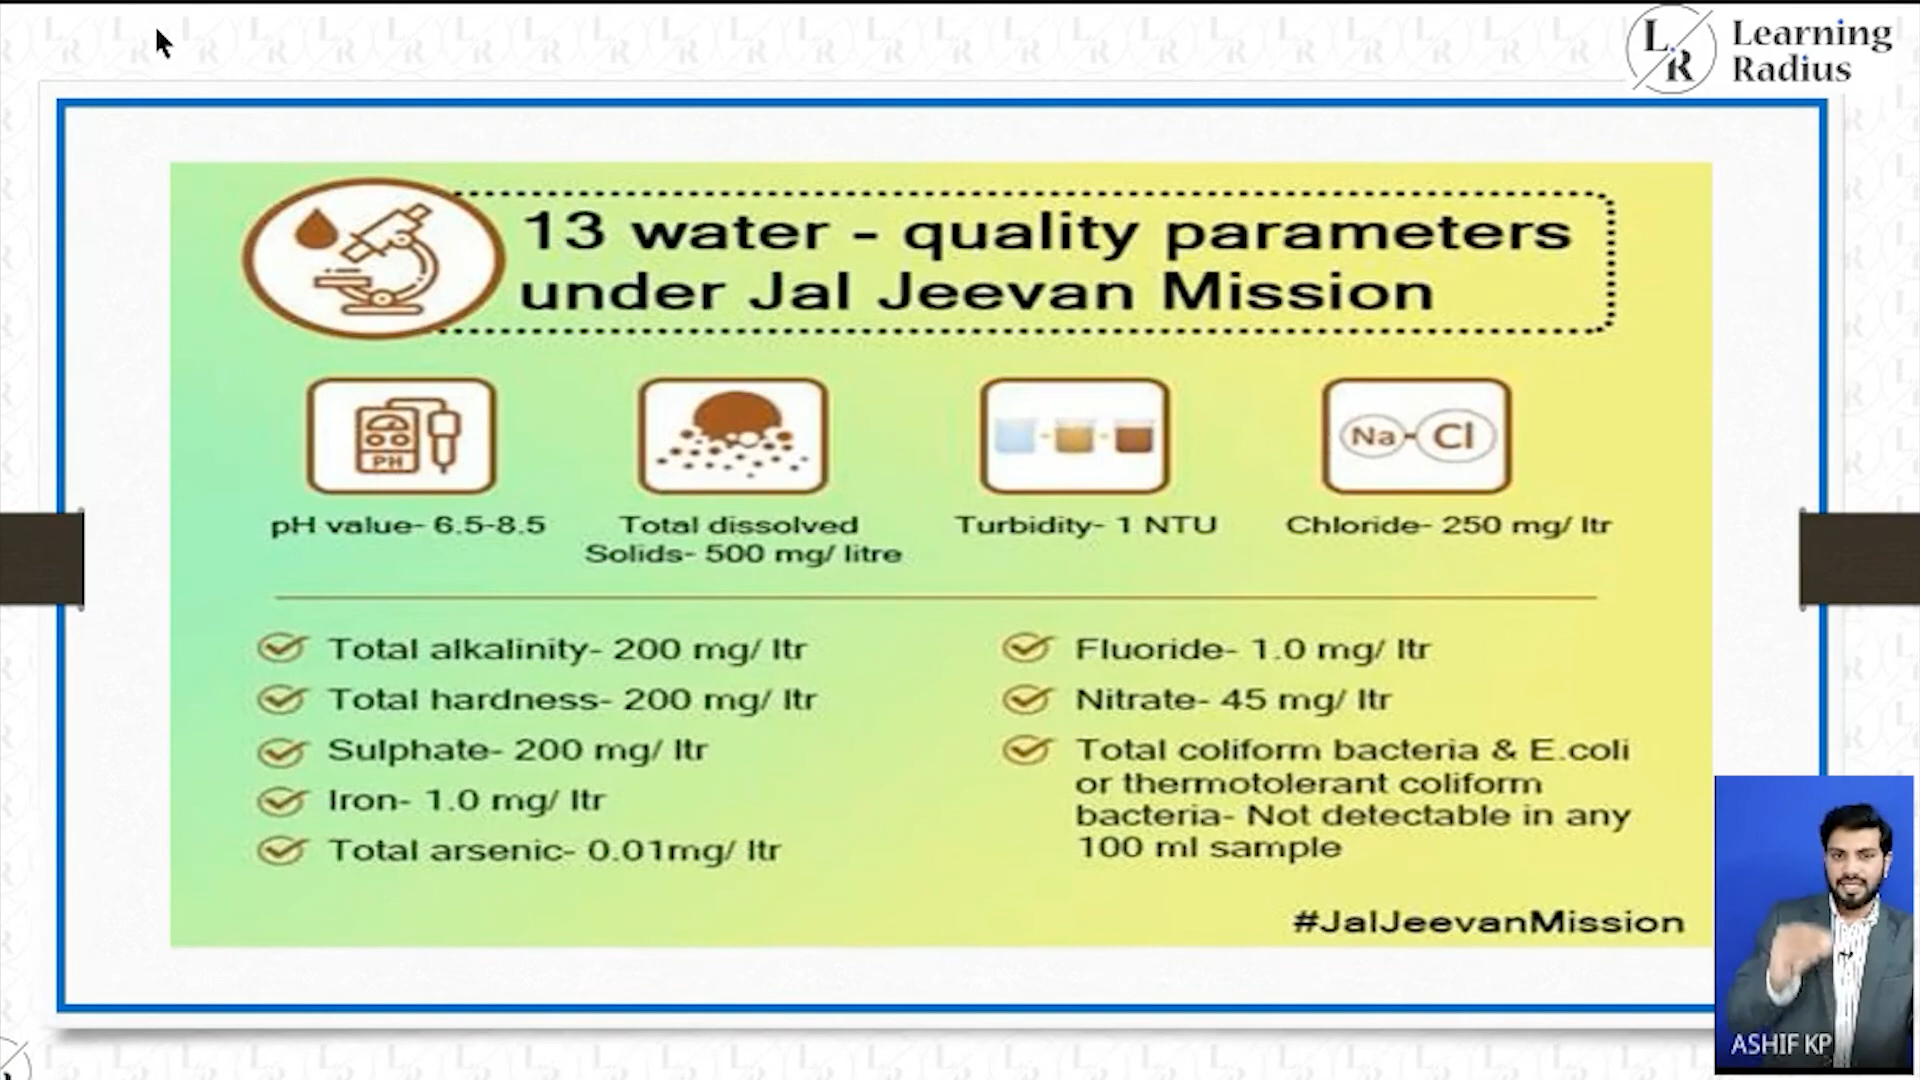 Learning
Radius
L
R
13 water - quality parameters
under Jal Jeevan Mission
PH
Na-Cl
pH value- 6.5-8.5
Total dissolved
Solids- 500 mg/ litre
Turbidity- 1 NTU
Chloride- 250 mg/ ltr
Total alkalinity- 200 mg/ ltr
Total hardness- 200 mg/ ltr
Sulphate- 200 mg/ ltr
Iron- 1.0 mg/ ltr
Total arsenic- 0.01mg/ ltr
Fluoride- 1.0 mg/ ltr
Nitrate- 45 mg/ ltr
Total coliform bacteria & E.coli
or thermotolerant coliform
bacteria- Not detectable in any
100 ml sample
#JalJeevanMission
ASHIF KP